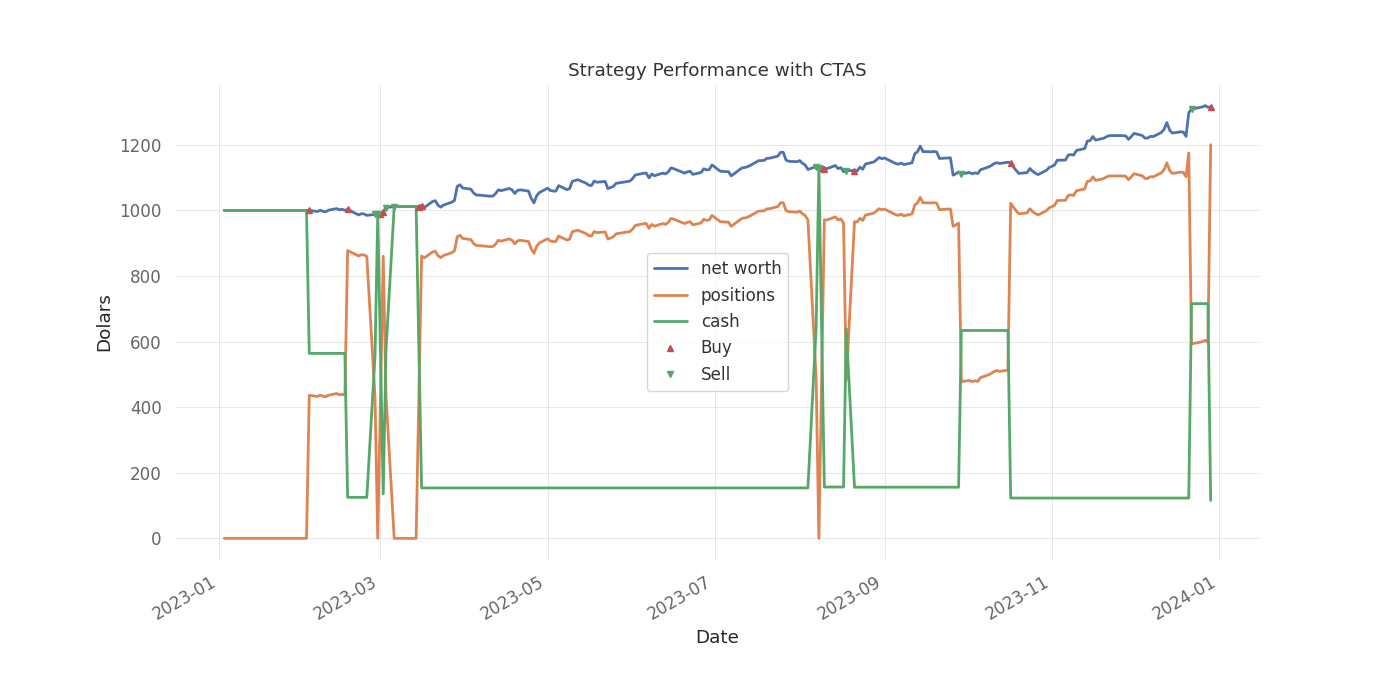 Strategy Performance with CTAS
1200
1000
800
600
400
200
0
Dolars
net worth
positions
cash
Buy
Sell
2023-01
2023-03
2023-05
2023-07
2023-09
2023-11
2024-01
Date